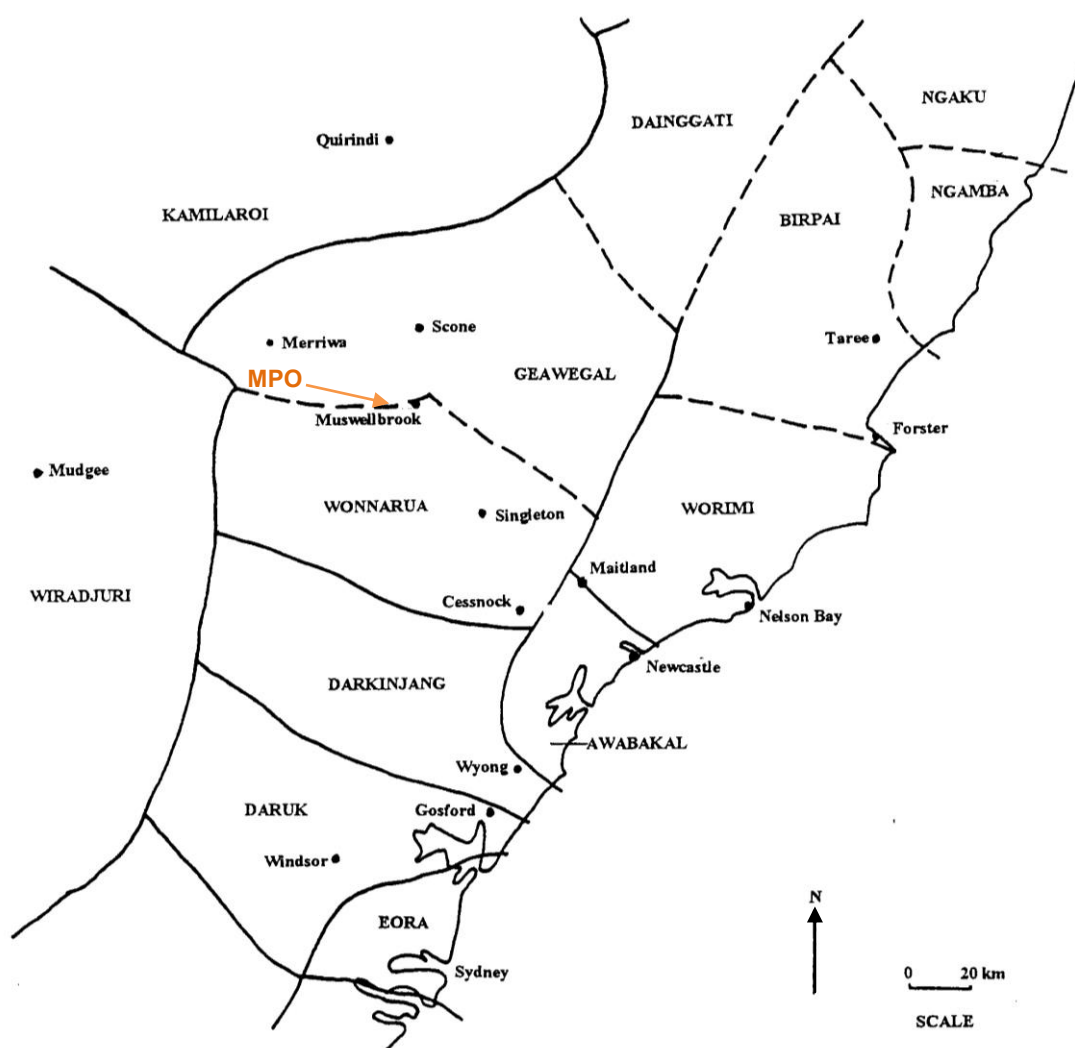 NGAKU
DAINGGATI
Quirindi
NGAMBA
KAMILAROI
BIRPAI
Scone
Merriwa
Taree
GEAWEGAL
MPO
Muswellbrook
Forster
Mudgee
WONNARUA
Singleton
WORIMI
Maitland
WIRADJURI
Cessnock
Nelson Bay
Newcastle
DARKINJANG
AWABAKAL
Wyong
DARUK
Gosford
Windsor
N
EORA
Sydney
0 20 km
SCALE